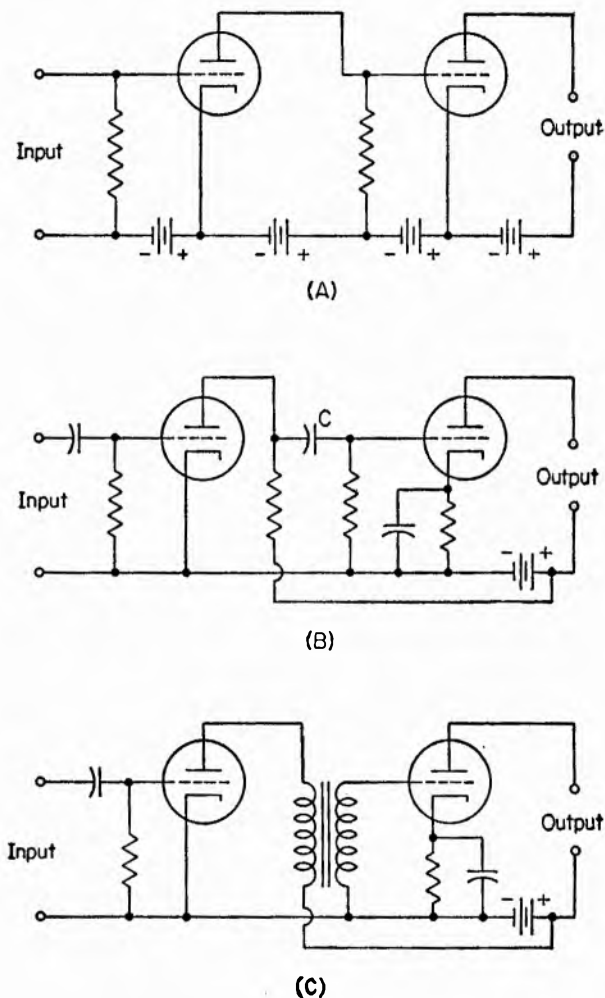 Input
Output
- + - + - + - +
(A)
C
Input
Output
- +
(B)
Input
Output
- +
(C)